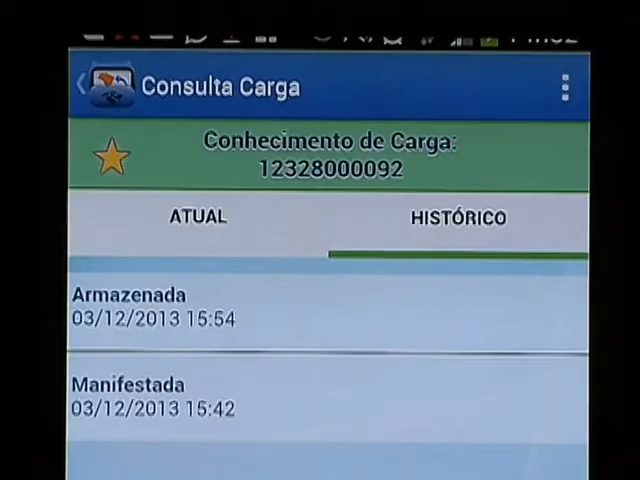 Consulta Carga
Conhecimento de Carga:
12328000092
ATUAL
HISTÓRICO
Armazenada
03/12/2013 15:54
Manifestada
03/12/2013 15:42